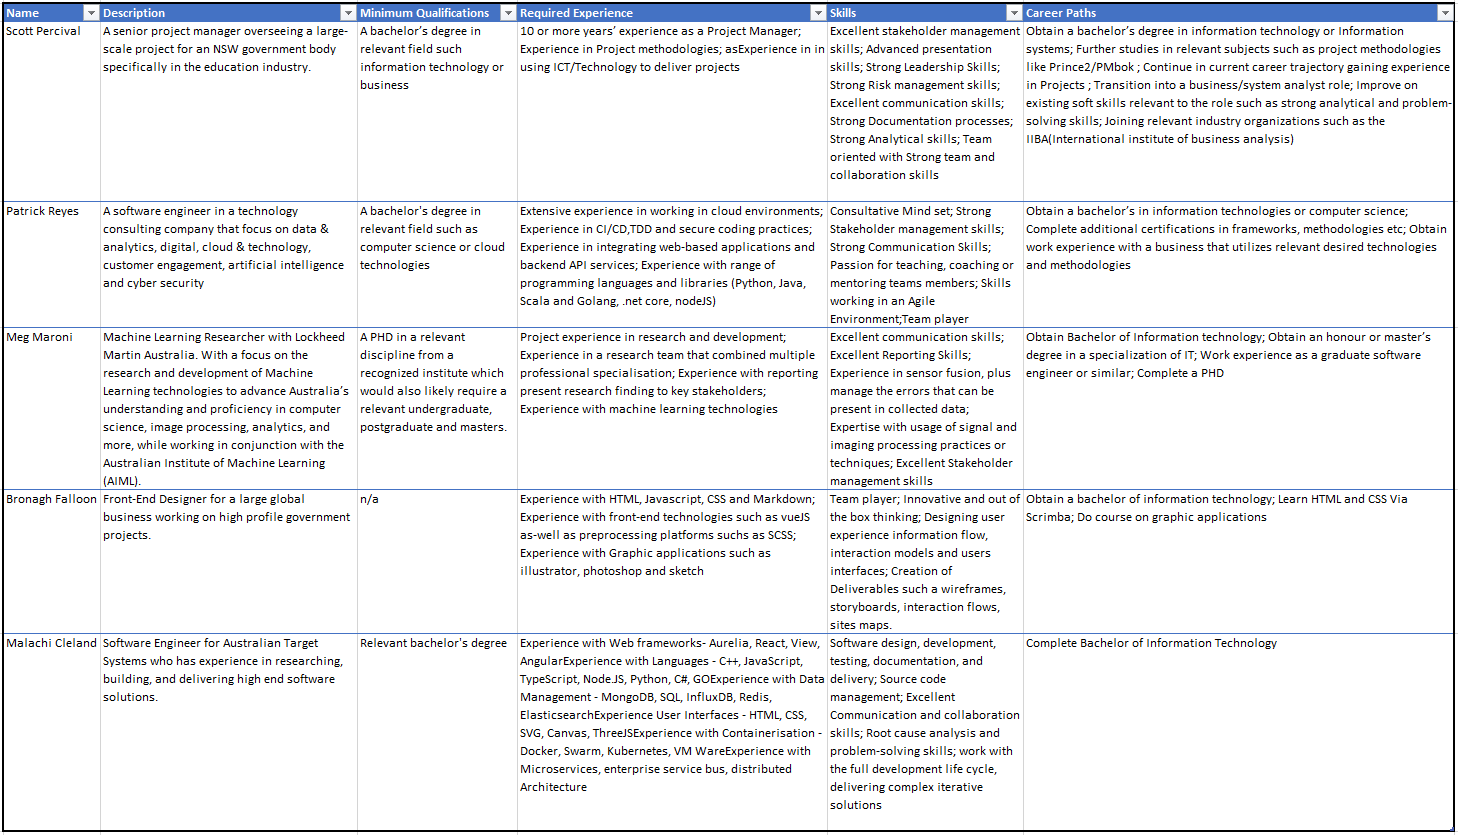 Name
Description
Minimum Qualifications
Required Experience
Skills
Career Paths
Scott Percival
A senior project manager overseeing a large-
scale project for an NSW government body
specifically in the education industry.
A bachelor's degree in
relevant field such
information technology or
business
10 or more years' experience as a Project Manager;
Experience in Project methodologies; asExperience in in
using ICT/Technology to deliver projects
Excellent stakeholder management
skills; Advanced presentation
skills; Strong Leadership Skills;
Strong Risk management skills;
Excellent communication skills;
Strong Documentation processes;
Strong Analytical skills; Team
oriented with Strong team and
collaboration skills
Obtain a bachelor's degree in information technology or Information
systems; Further studies in relevant subjects such as project methodologies
like Prince2/PMbok ; Continue in current career trajectory gaining experience
in Projects ; Transition into a business/system analyst role; Improve on
existing soft skills relevant to the role such as strong analytical and problem-
solving skills; Joining relevant industry organizations such as the
IIBA(International institute of business analysis)
Patrick Reyes
A software engineer in a technology
consulting company that focus on data &
analytics, digital, cloud & technology,
customer engagement, artificial intelligence
and cyber security
A bachelor's degree in
relevant field such as
computer science or cloud
technologies
Extensive experience in working in cloud environments;
Experience in CI/CD,TDD and secure coding practices;
Experience in integrating web-based applications and
backend API services; Experience with range of
programming languages and libraries (Python, Java,
Scala and Golang, .net core, nodeJS)
Consultative Mind set; Strong
Stakeholder management skills;
Strong Communication Skills;
Passion for teaching, coaching or
mentoring teams members; Skills
working in an Agile
Environment;Team player
Obtain a bachelor's in information technologies or computer science;
Complete additional certifications in frameworks, methodologies etc; Obtain
work experience with a business that utilizes relevant desired technologies
and methodologies
Meg Maroni
Machine Learning Researcher with Lockheed
Martin Australia. With a focus on the
research and development of Machine
Learning technologies to advance Australia's
understanding and proficiency in computer
science, image processing, analytics, and
more, while working in conjunction with the
Australian Institute of Machine Learning
(AIML).
A PHD in a relevant
discipline from a
recognized institute which
would also likely require a
relevant undergraduate,
postgraduate and masters.
Project experience in research and development;
Experience in a research team that combined multiple
professional specialisation; Experience with reporting
present research finding to key stakeholders;
Experience with machine learning technologies
Excellent communication skills;
Excellent Reporting Skills;
Experience in sensor fusion, plus
manage the errors that can be
present in collected data;
Expertise with usage of signal and
imaging processing practices or
techniques; Excellent Stakeholder
management skills
Obtain Bachelor of Information technology; Obtain an honour or master's
degree in a specialization of IT; Work experience as a graduate software
engineer or similar; Complete a PHD
Bronagh Falloon
Front-End Designer for a large global
business working on high profile government
projects.
n/a
Experience with HTML, Javascript, CSS and Markdown;
Experience with front-end technologies such as vueJS
as-well as preprocessing platforms suchs as SCSS;
Experience with Graphic applications such as
illustrator, photoshop and sketch
Team player; Innovative and out of
the box thinking; Designing user
experience information flow,
interaction models and users
interfaces; Creation of
Deliverables such a wireframes,
storyboards, interaction flows,
sites maps.
Obtain a bachelor of information technology; Learn HTML and CSS Via
Scrimba; Do course on graphic applications
Malachi Cleland
Software Engineer for Australian Target
Systems who has experience in researching,
building, and delivering high end software
solutions.
Relevant bachelor's degree
Experience with Web frameworks- Aurelia, React, View,
AngularExperience with Languages - C++, JavaScript,
TypeScript, NodeJS, Python, C#, GOExperience with Data
Management - MongoDB, SQL, InfluxDB, Redis,
ElasticsearchExperience User Interfaces - HTML, CSS,
SVG, Canvas, ThreeJSExperience with Containerisation -
Docker, Swarm, Kubernetes, VM WareExperience with
Microservices, enterprise service bus, distributed
Architecture
Software design, development,
testing, documentation, and
delivery; Source code
management; Excellent
Communication and collaboration
skills; Root cause analysis and
problem-solving skills; work with
the full development life cycle,
delivering complex iterative
solutions
Complete Bachelor of Information Technology